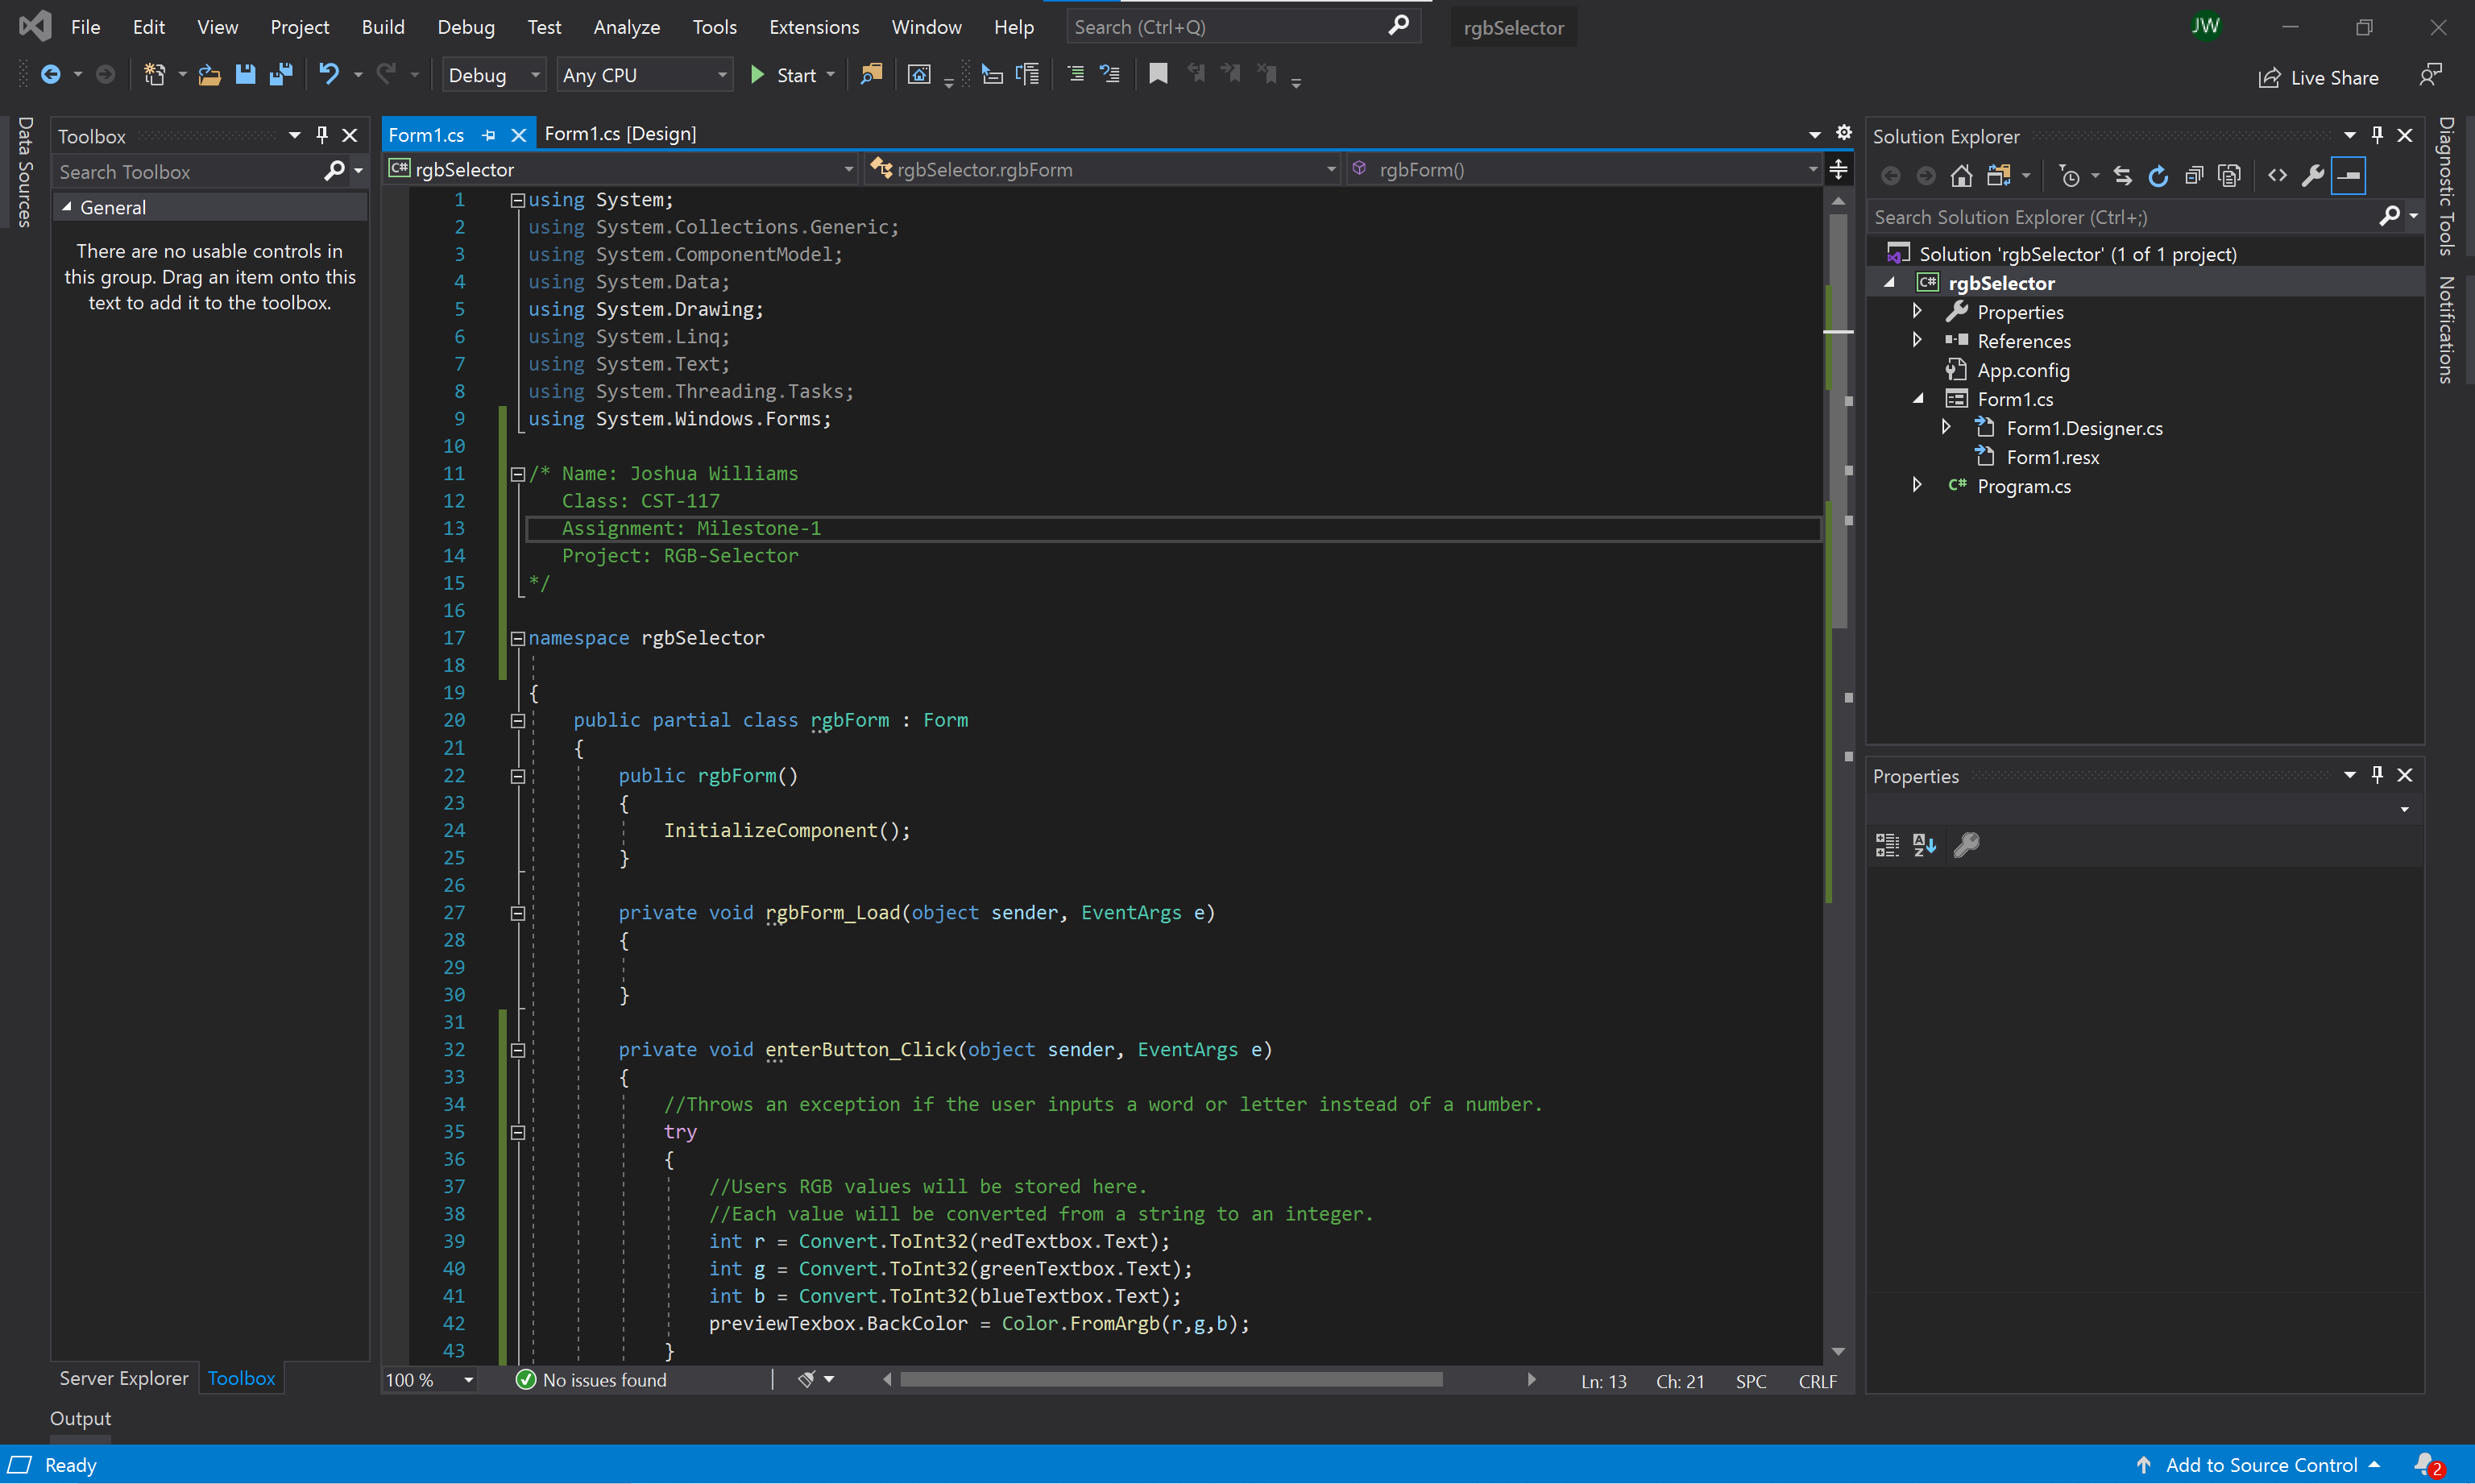 File Edit View Project Build Debug Test Analyze Tools Extensions Window Help Search (Ctrl+Q) rgbSelector JW
Debug Any CPU Start Live Share
Data Sources
Toolbox
Search Toolbox
General
There are no usable controls in
this group. Drag an item onto this
text to add it to the toolbox.
Server Explorer Toolbox
Form1.cs Form1.cs [Design]
C# rgbSelector rgbSelector.rgbForm rgbForm()
1 using System;
2 using System.Collections.Generic;
3 using System.ComponentModel;
4 using System.Data;
5 using System.Drawing;
6 using System.Linq;
7 using System.Text;
8 using System.Threading.Tasks;
9 using System.Windows.Forms;
10
11 /* Name: Joshua Williams
12 Class: CST-117
13 Assignment: Milestone-1
14 Project: RGB-Selector
15 */
16
17 namespace rgbSelector
18
19 {
20 public partial class rgbForm : Form
21 {
22 public rgbForm()
23 {
24 InitializeComponent();
25 }
26
27 private void rgbForm_Load(object sender, EventArgs e)
28 {
29
30 }
31
32 private void enterButton_Click(object sender, EventArgs e)
33 {
34 //Throws an exception if the user inputs a word or letter instead of a number.
35 try
36 {
37 //Users RGB values will be stored here.
38 //Each value will be converted from a string to an integer.
39 int r = Convert.ToInt32(redTextbox.Text);
40 int g = Convert.ToInt32(greenTextbox.Text);
41 int b = Convert.ToInt32(blueTextbox.Text);
42 previewTexbox.BackColor = Color.FromArgb(r,g,b);
43 }
100 % No issues found Ln: 13 Ch: 21 SPC CRLF
Solution Explorer
Search Solution Explorer (Ctrl+;)
Solution 'rgbSelector' (1 of 1 project)
C# rgbSelector
Properties
References
App.config
Form1.cs
Form1.Designer.cs
Form1.resx
C# Program.cs
Properties
Diagnostic Tools
Notifications
Output
Ready Add to Source Control 2